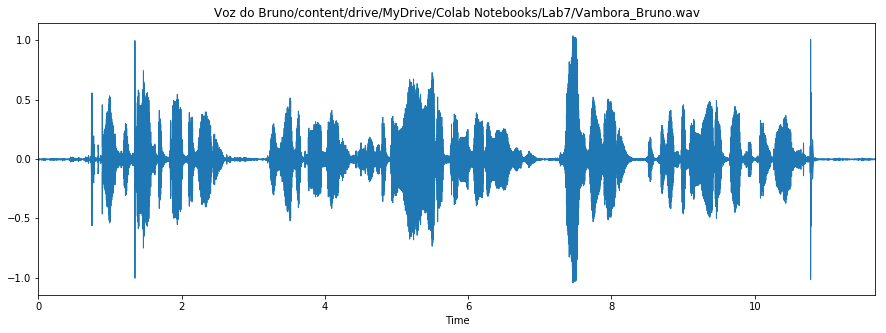 Voz do Bruno/content/drive/MyDrive/Colab Notebooks/Lab7/Vambora_Bruno.wav
1.0
0.5
0.0
−0.5
−1.0
0 2 4 6 8 10
Time